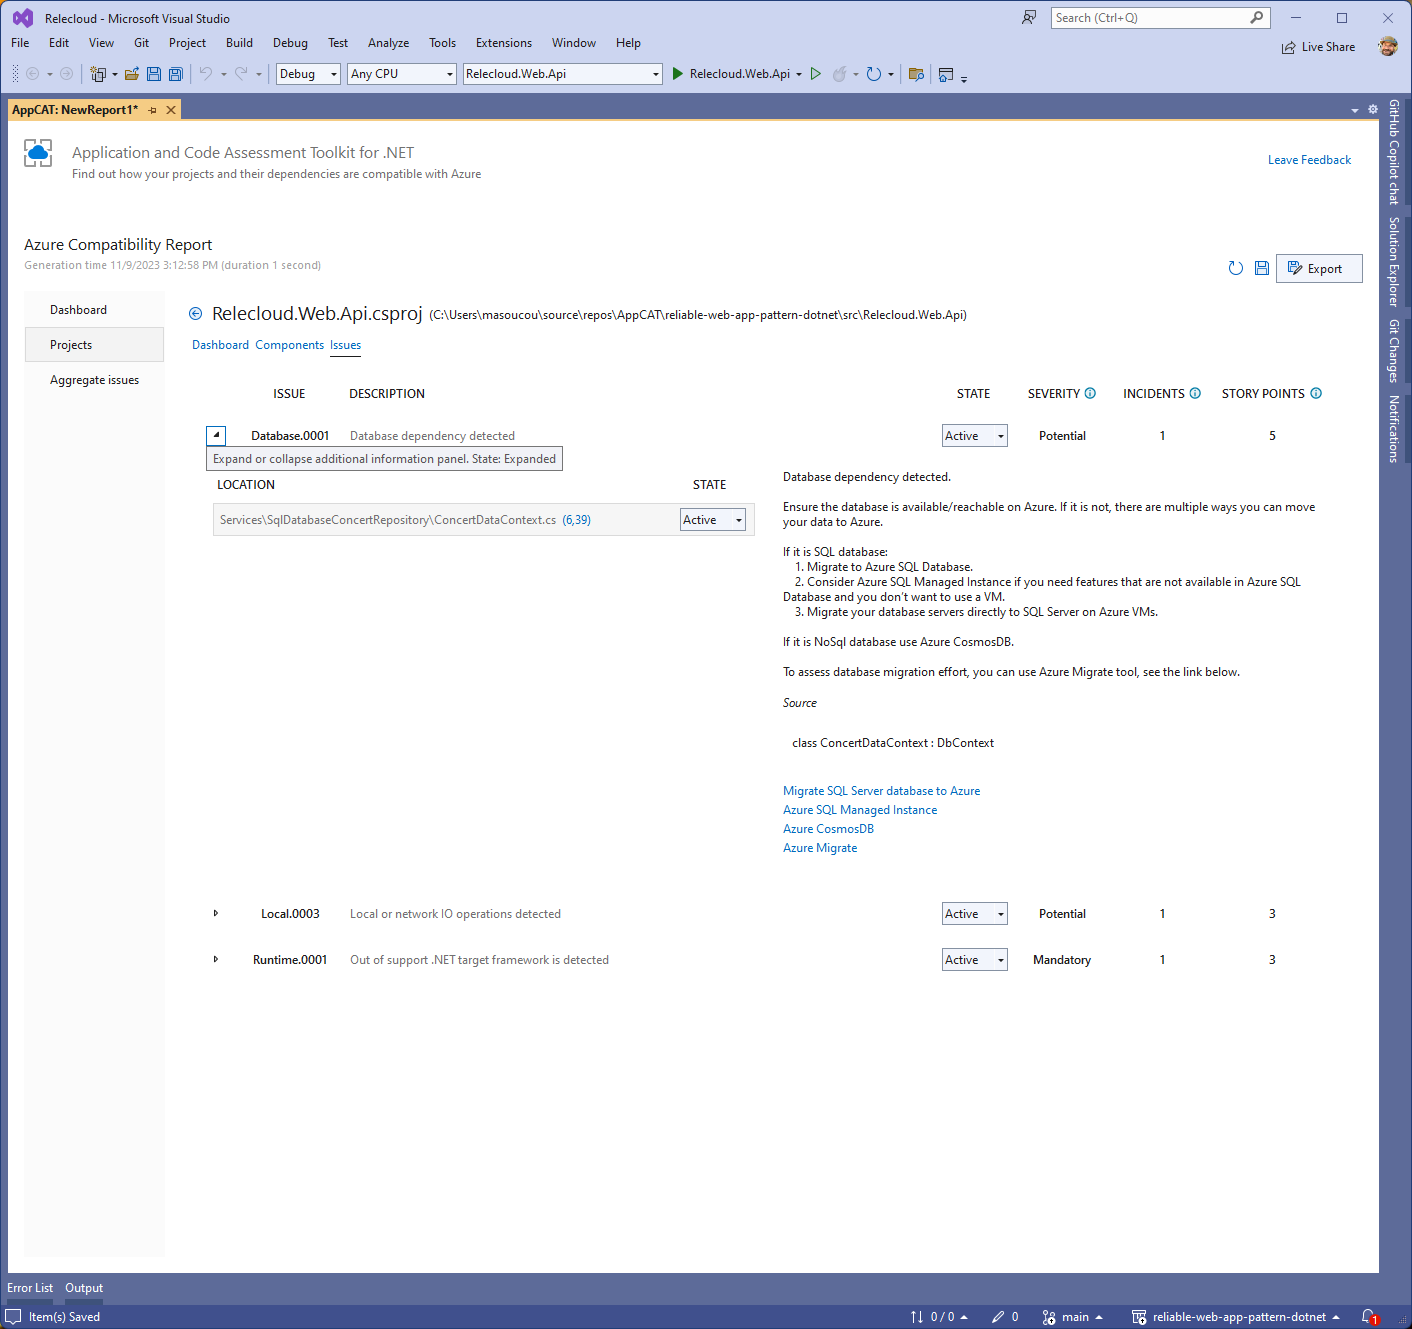 Relecloud - Microsoft Visual Studio
Search (Ctrl+Q)
File Edit View Git Project Build Debug Test Analyze Tools Extensions Window Help
Live Share
Debug Any CPU Relecloud.Web.Api Relecloud.Web.Api
AppCAT: NewReport1*
Application and Code Assessment Toolkit for .NET
Find out how your projects and their dependencies are compatible with Azure
Leave Feedback
Azure Compatibility Report
Generation time 11/9/2023 3:12:58 PM (duration 1 second)
Export
Dashboard
Projects
Aggregate issues
Relecloud.Web.Api.csproj (C:\Users\masoucou\source\repos\AppCAT\reliable-web-app-pattern-dotnet\src\Relecloud.Web.Api)
Dashboard Components Issues
ISSUE DESCRIPTION STATE SEVERITY INCIDENTS STORY POINTS
Database.0001 Database dependency detected Active Potential 1 5
Expand or collapse additional information panel. State: Expanded
LOCATION STATE
Services\SqlDatabaseConcertRepository\ConcertDataContext.cs (6,39) Active
Database dependency detected.
Ensure the database is available/reachable on Azure. If it is not, there are multiple ways you can move
your data to Azure.
If it is SQL database:
1. Migrate to Azure SQL Database.
2. Consider Azure SQL Managed Instance if you need features that are not available in Azure SQL
Database and you don't want to use a VM.
3. Migrate your database servers directly to SQL Server on Azure VMs.
If it is NoSql database use Azure CosmosDB.
To assess database migration effort, you can use Azure Migrate tool, see the link below.
Source
class ConcertDataContext : DbContext
Migrate SQL Server database to Azure
Azure SQL Managed Instance
Azure CosmosDB
Azure Migrate
Local.0003 Local or network IO operations detected Active Potential 1 3
Runtime.0001 Out of support .NET target framework is detected Active Mandatory 1 3
GitHub Copilot chat
Solution Explorer
Git Changes
Notifications
Error List Output
Item(s) Saved 0 / 0 0 main reliable-web-app-pattern-dotnet 1